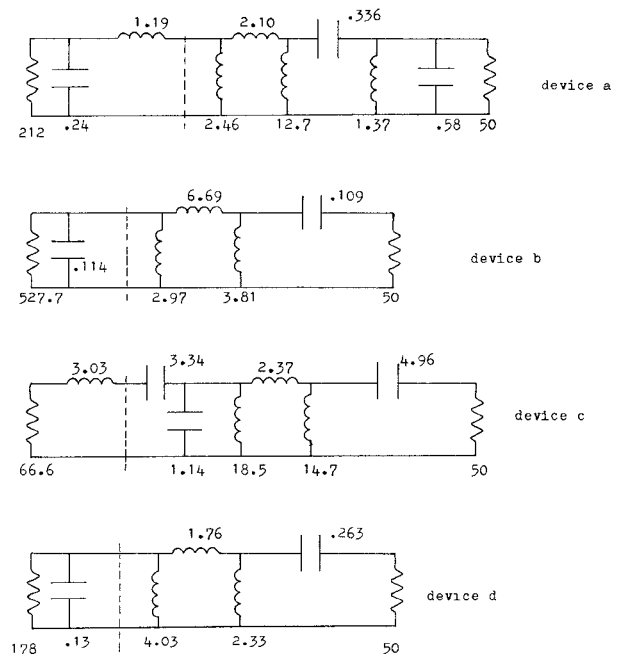 1.19 2.10 .336
device a
212 .24 2.46 12.7 1.37 .58 50
6.69 .109
device b
.114
527.7 2.97 3.81 50
3.03 3.34 2.37 4.96
device c
66.6 1.14 18.5 14.7 50
1.76 .263
device d
178 .13 4.03 2.33 50